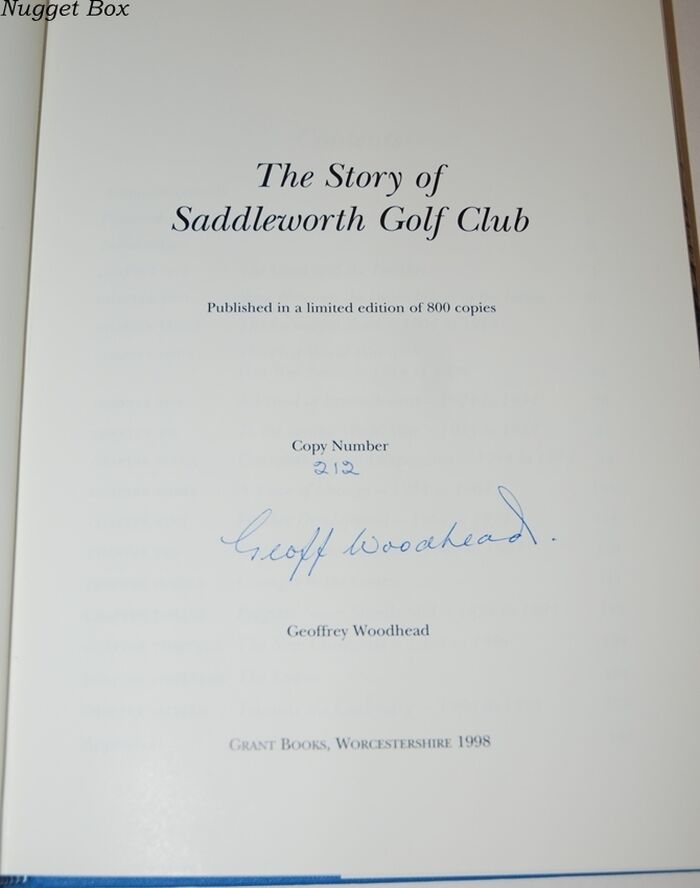 Nugget Box
The Story of
Saddleworth Golf Club
Published in a limited edition of 800 copies
Copy Number
212
Geoff Woodhead.
Geoffrey Woodhead
GRANT BOOKS, WORCESTERSHIRE 1998